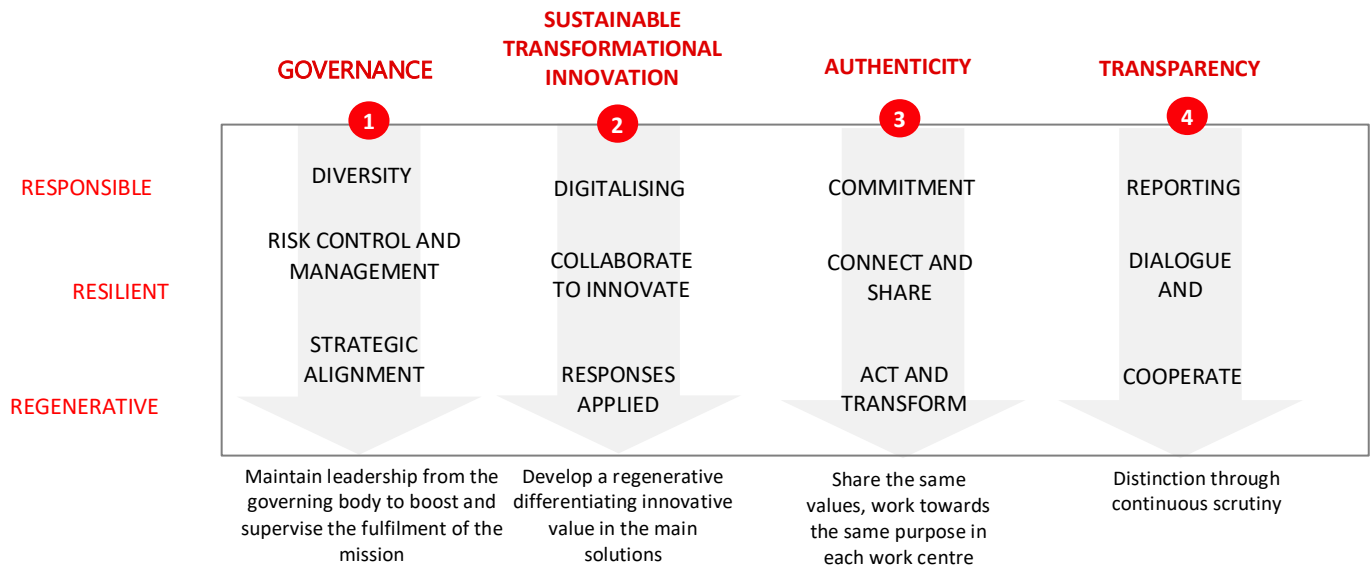 GOVERNANCE
SUSTAINABLE
TRANSFORMATIONAL
INNOVATION
AUTHENTICITY
TRANSPARENCY
1
2
3
4
RESPONSIBLE
DIVERSITY
DIGITALISING
COMMITMENT
REPORTING
RESILIENT
RISK CONTROL AND
MANAGEMENT
COLLABORATE
TO INNOVATE
CONNECT AND
SHARE
DIALOGUE
AND
REGENERATIVE
STRATEGIC
ALIGNMENT
RESPONSES
APPLIED
ACT AND
TRANSFORM
COOPERATE
Maintain leadership from the
governing body to boost and
supervise the fulfilment of the
mission
Develop a regenerative
differentiating innovative
value in the main
solutions
Share the same
values, work towards
the same purpose in
each work centre
Distinction through
continuous scrutiny